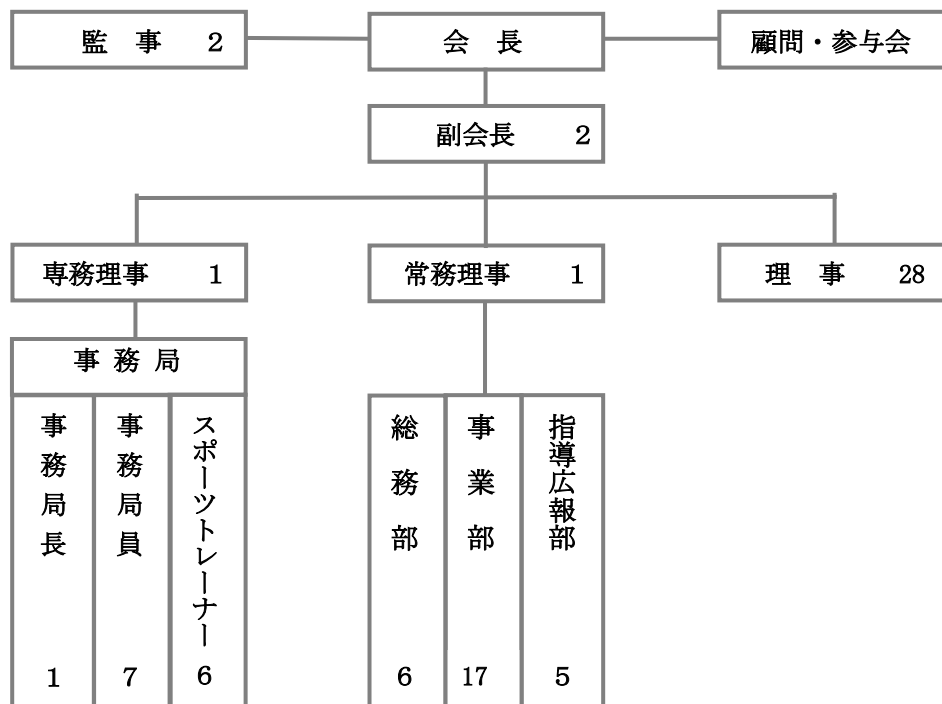 監 事 2
会 長
顧問・参与会
副会長 2
専務理事 1
常務理事 1
理 事 28
事 務 局
事務局長 1
事務局員 7
スポーツトレーナー 6
総務部 6
事業部 17
指導広報部 5